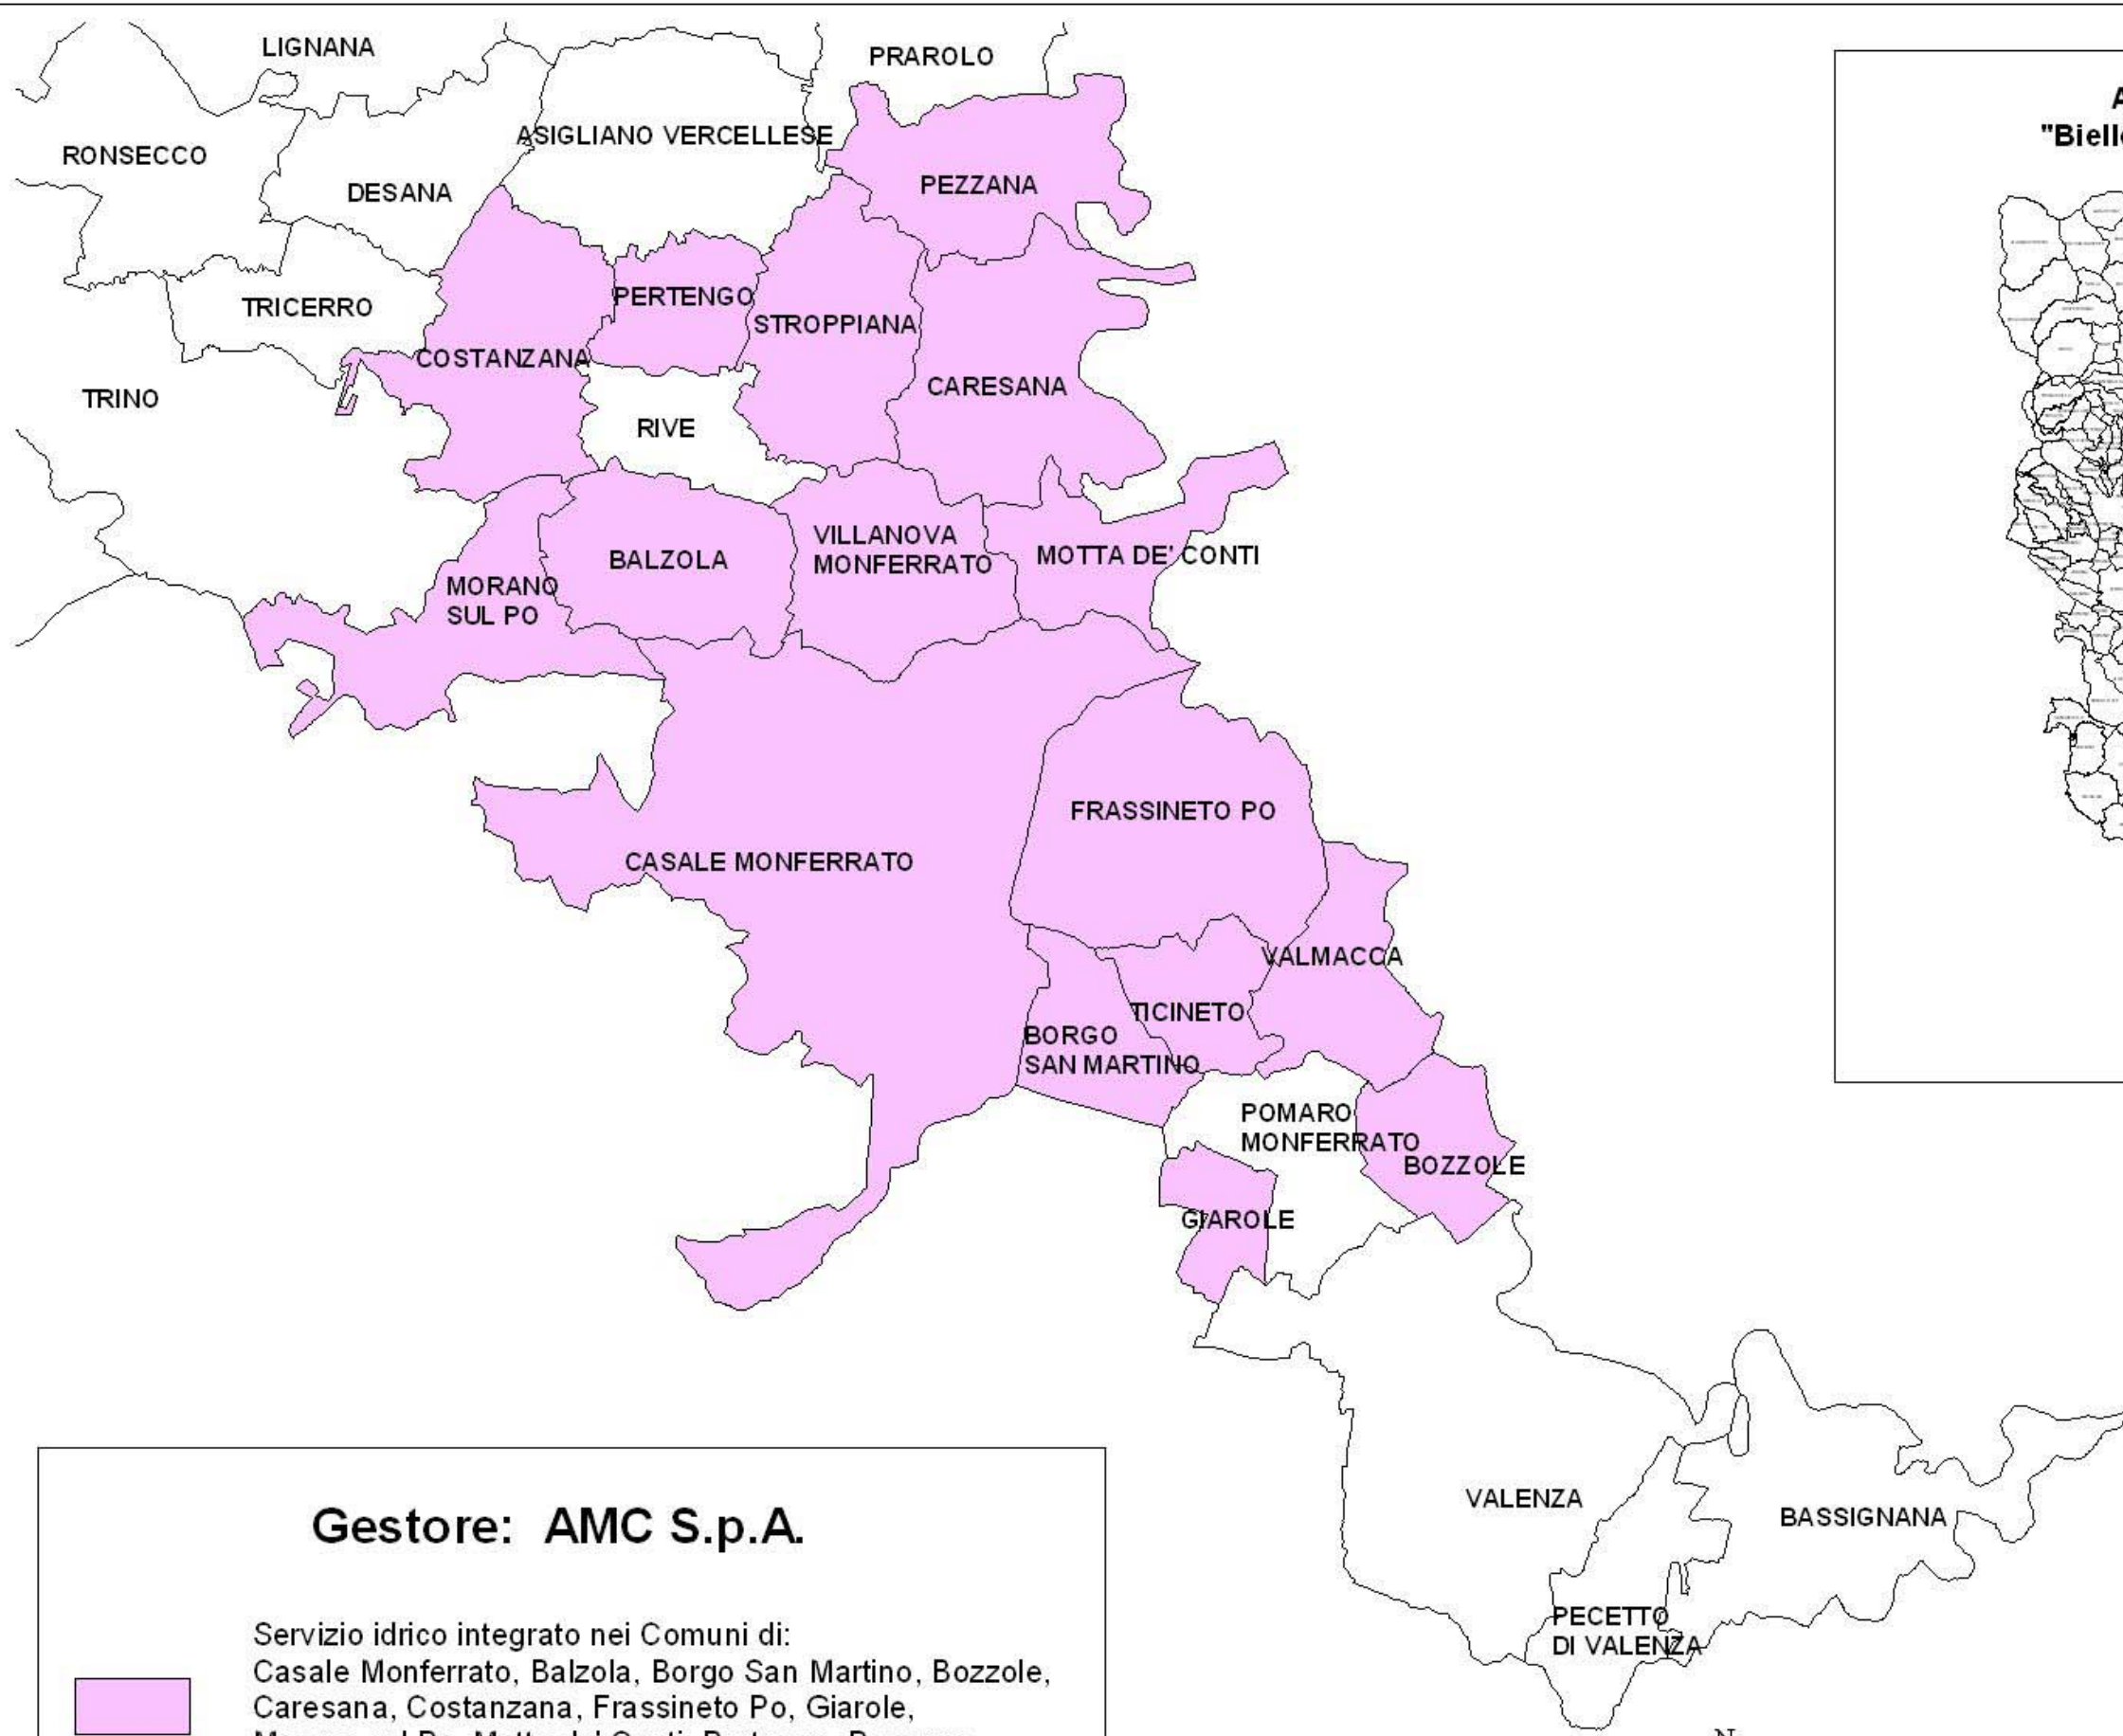 LIGNANA
PRAROLO
RONSECCO
ASIGLIANO VERCELLESE
DESANA
PEZZANA
TRICERRO
PERTENGO
STROPPIANA
COSTANZANA
TRINO
CARESANA
RIVE
VILLANOVA
MONFERRATO
BALZOLA
MOTTA DE' CONTI
MORANO
SUL PO
FRASSINETO PO
CASALE MONFERRATO
VALMACCA
TICINETO
BORGO
SAN MARTINO
POMARO
MONFERRATO
BOZZOLE
GIAROLE
VALENZA
BASSIGNANA
PECETTO
DI VALENZA
A
"Biell
Gestore: AMC S.p.A.
Servizio idrico integrato nei Comuni di:
Casale Monferrato, Balzola, Borgo San Martino, Bozzole,
Caresana, Costanzana, Frassineto Po, Giarole,
N